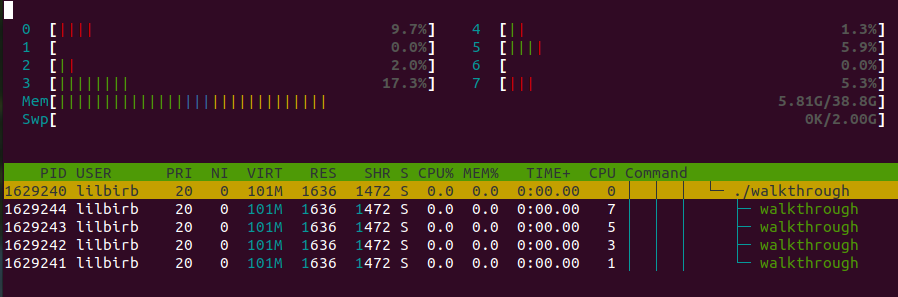 0 [|||| 9.7%] 4 [|| 1.3%]
1 [ 0.0%] 5 [|||| 5.9%]
2 [|| 2.0%] 6 [ 0.0%]
3 [|||||||| 17.3%] 7 [||| 5.3%]
Mem[|||||||||||||||||||||||||||||| 5.81G/38.8G]
Swp[ 0K/2.00G]
PID USER PRI NI VIRT RES SHR S CPU% MEM% TIME+ CPU Command
1629240 lilbirb 20 0 101M 1636 1472 S 0.0 0.0 0:00.00 0 │ │ │ └─ ./walkthrough
1629244 lilbirb 20 0 101M 1636 1472 S 0.0 0.0 0:00.00 7 │ │ │ ├─ walkthrough
1629243 lilbirb 20 0 101M 1636 1472 S 0.0 0.0 0:00.00 5 │ │ │ ├─ walkthrough
1629242 lilbirb 20 0 101M 1636 1472 S 0.0 0.0 0:00.00 3 │ │ │ ├─ walkthrough
1629241 lilbirb 20 0 101M 1636 1472 S 0.0 0.0 0:00.00 1 │ │ │ └─ walkthrough